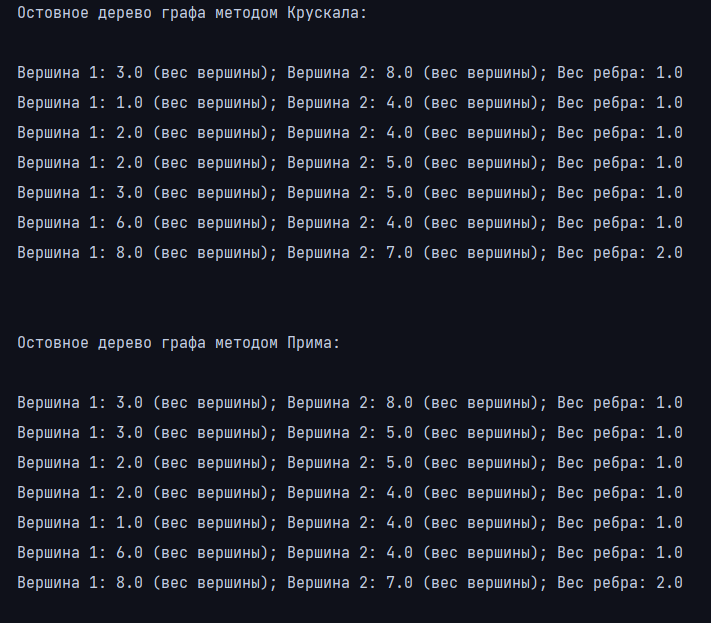 Остовное дерево графа методом Крускала:
Вершина 1: 3.0 (вес вершины); Вершина 2: 8.0 (вес вершины); Вес ребра: 1.0
Вершина 1: 1.0 (вес вершины); Вершина 2: 4.0 (вес вершины); Вес ребра: 1.0
Вершина 1: 2.0 (вес вершины); Вершина 2: 4.0 (вес вершины); Вес ребра: 1.0
Вершина 1: 2.0 (вес вершины); Вершина 2: 5.0 (вес вершины); Вес ребра: 1.0
Вершина 1: 3.0 (вес вершины); Вершина 2: 5.0 (вес вершины); Вес ребра: 1.0
Вершина 1: 6.0 (вес вершины); Вершина 2: 4.0 (вес вершины); Вес ребра: 1.0
Вершина 1: 8.0 (вес вершины); Вершина 2: 7.0 (вес вершины); Вес ребра: 2.0
Остовное дерево графа методом Прима:
Вершина 1: 3.0 (вес вершины); Вершина 2: 8.0 (вес вершины); Вес ребра: 1.0
Вершина 1: 3.0 (вес вершины); Вершина 2: 5.0 (вес вершины); Вес ребра: 1.0
Вершина 1: 2.0 (вес вершины); Вершина 2: 5.0 (вес вершины); Вес ребра: 1.0
Вершина 1: 2.0 (вес вершины); Вершина 2: 4.0 (вес вершины); Вес ребра: 1.0
Вершина 1: 1.0 (вес вершины); Вершина 2: 4.0 (вес вершины); Вес ребра: 1.0
Вершина 1: 6.0 (вес вершины); Вершина 2: 4.0 (вес вершины); Вес ребра: 1.0
Вершина 1: 8.0 (вес вершины); Вершина 2: 7.0 (вес вершины); Вес ребра: 2.0